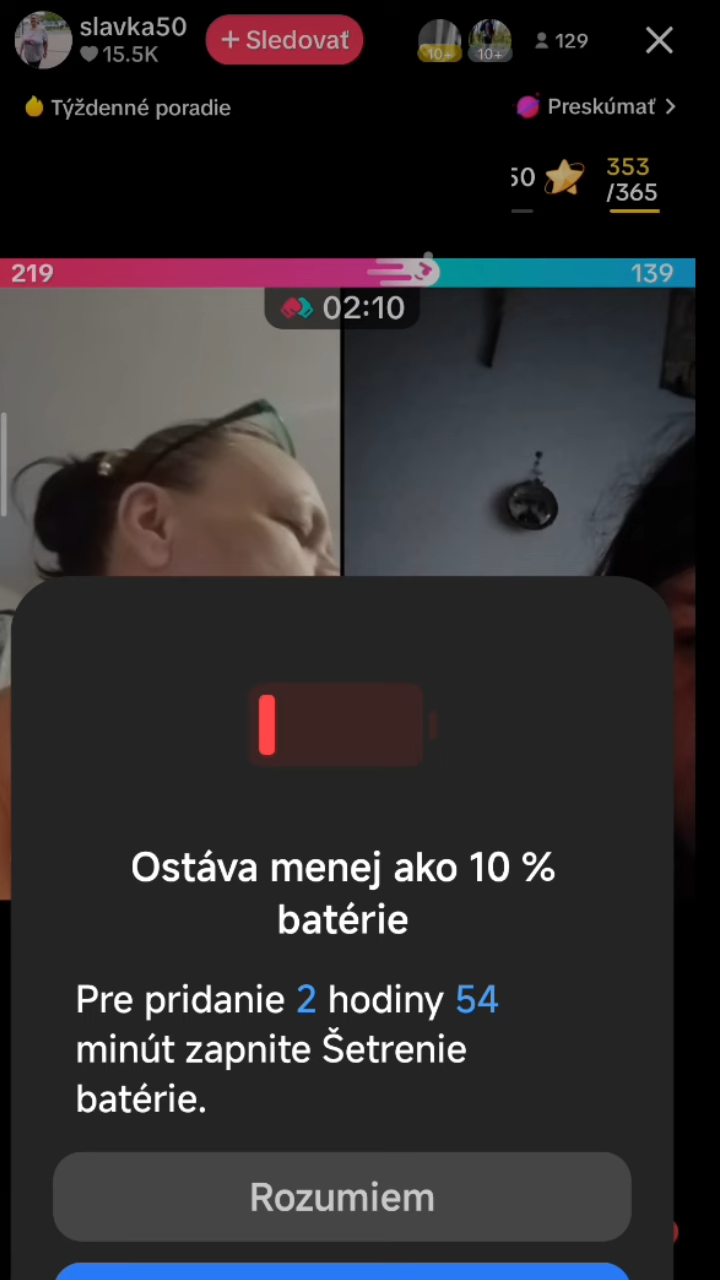 slavka50
15.5K
+ Sledovať
10+
10+
129
Týždenné poradie
Preskúmať
50
353
/365
219
139
02:10
Ostáva menej ako 10 %
batérie
Pre pridanie 2 hodiny 54
minút zapnite Šetrenie
batérie.
Rozumiem